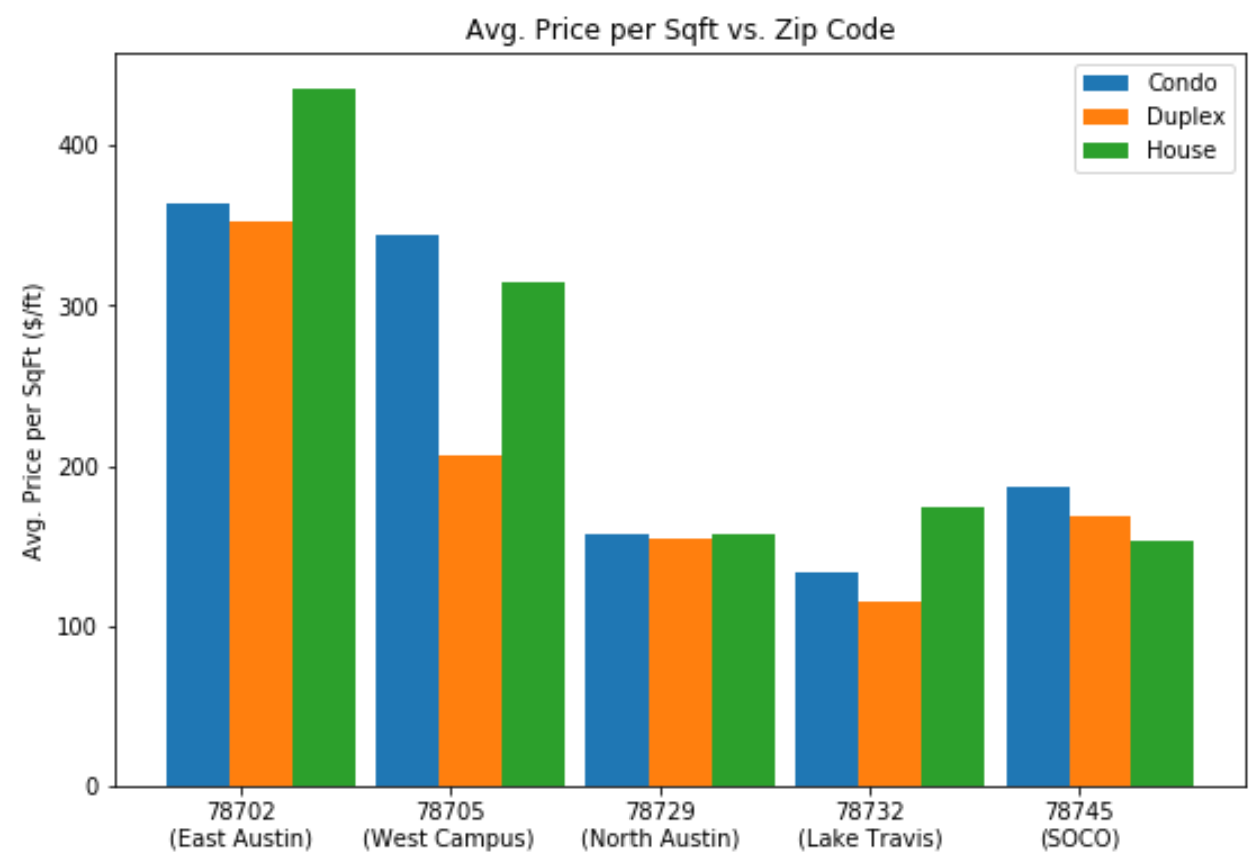 Avg. Price per Sqft vs. Zip Code
Condo
Duplex
House
Avg. Price per SqFt ($/ft)
400
300
200
100
0
78702 78705 78729 78732 78745
(East Austin) (West Campus) (North Austin) (Lake Travis) (SOCO)